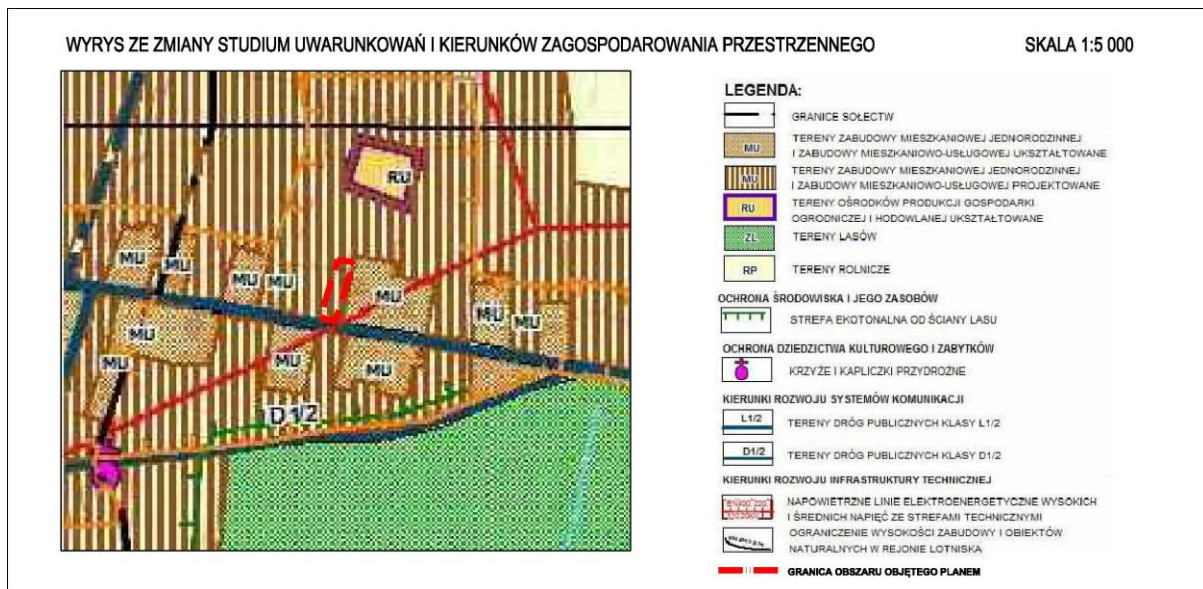 WYRYS ZE ZMIANY STUDIUM UWARUNKOWAŃ I KIERUNKÓW ZAGOSPODAROWANIA PRZESTRZENNEGO SKALA 1:5 000
RU
MU
MU
MU
MU
MU
MU
MU
MU
MU
MU
MU
D 1/2
LEGENDA:
GRANICE SOŁECTW
MU TERENY ZABUDOWY MIESZKANIOWEJ JEDNORODZINNEJ
I ZABUDOWY MIESZKANIOWO-USŁUGOWEJ UKSZTAŁTOWANE
MU TERENY ZABUDOWY MIESZKANIOWEJ JEDNORODZINNEJ
I ZABUDOWY MIESZKANIOWO-USŁUGOWEJ PROJEKTOWANE
RU TERENY OŚRODKÓW PRODUKCJI GOSPODARKI
OGRODNICZEJ I HODOWLANEJ UKSZTAŁTOWANE
ZL TERENY LASÓW
RP TERENY ROLNICZE
OCHRONA ŚRODOWISKA I JEGO ZASOBÓW
STREFA EKOTONALNA OD ŚCIANY LASU
OCHRONA DZIEDZICTWA KULTUROWEGO I ZABYTKÓW
KRZYŻE I KAPLICZKI PRZYDROŻNE
KIERUNKI ROZWOJU SYSTEMÓW KOMUNIKACJI
L1/2 TERENY DRÓG PUBLICZNYCH KLASY L1/2
D1/2 TERENY DRÓG PUBLICZNYCH KLASY D1/2
KIERUNKI ROZWOJU INFRASTRUKTURY TECHNICZNEJ
NAPOWIETRZNE LINIE ELEKTROENERGETYCZNE WYSOKICH
I ŚREDNICH NAPIĘĆ ZE STREFAMI TECHNICZNYMI
OGRANICZENIE WYSOKOŚCI ZABUDOWY I OBIEKTÓW
NATURALNYCH W REJONIE LOTNISKA
GRANICA OBSZARU OBJĘTEGO PLANEM